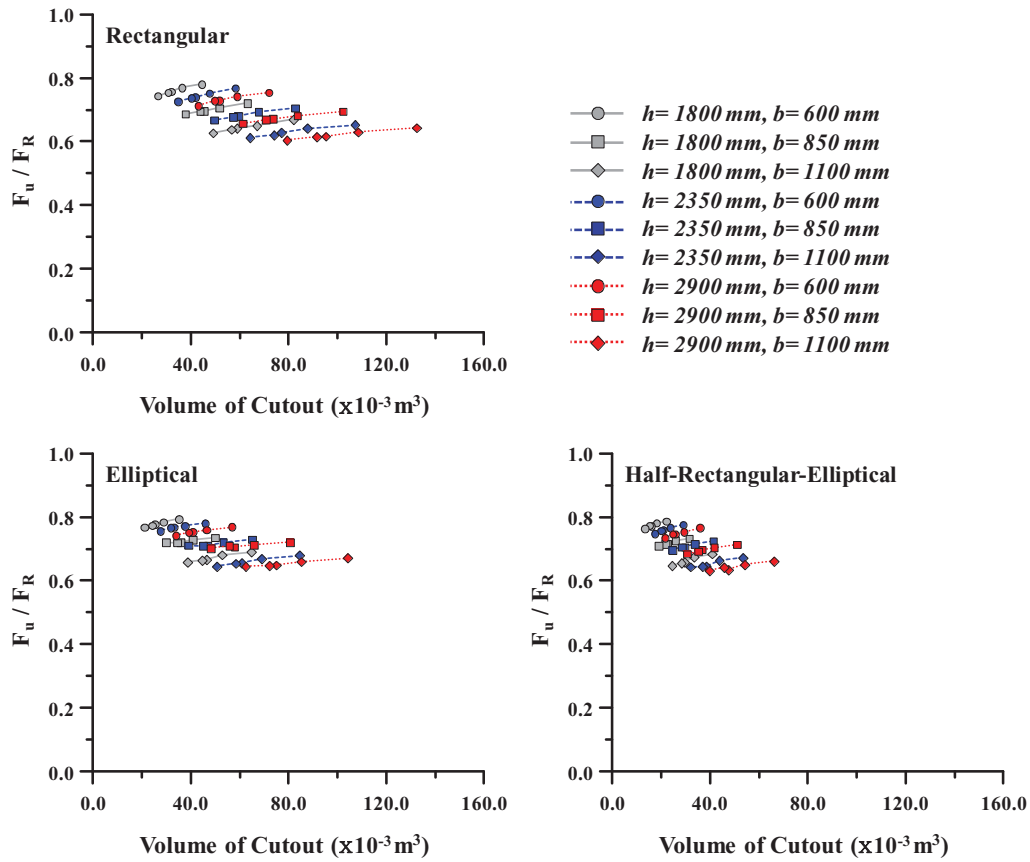 Rectangular
1.0
0.8
0.6
0.4
0.2
0.0
F_u / F_R
0.0 40.0 80.0 120.0 160.0
Volume of Cutout (x10⁻³ m³)
h= 1800 mm, b= 600 mm
h= 1800 mm, b= 850 mm
h= 1800 mm, b= 1100 mm
h= 2350 mm, b= 600 mm
h= 2350 mm, b= 850 mm
h= 2350 mm, b= 1100 mm
h= 2900 mm, b= 600 mm
h= 2900 mm, b= 850 mm
h= 2900 mm, b= 1100 mm
Elliptical
1.0
0.8
0.6
0.4
0.2
0.0
F_u / F_R
0.0 40.0 80.0 120.0 160.0
Volume of Cutout (x10⁻³ m³)
Half-Rectangular-Elliptical
1.0
0.8
0.6
0.4
0.2
0.0
F_u / F_R
0.0 40.0 80.0 120.0 160.0
Volume of Cutout (x10⁻³ m³)